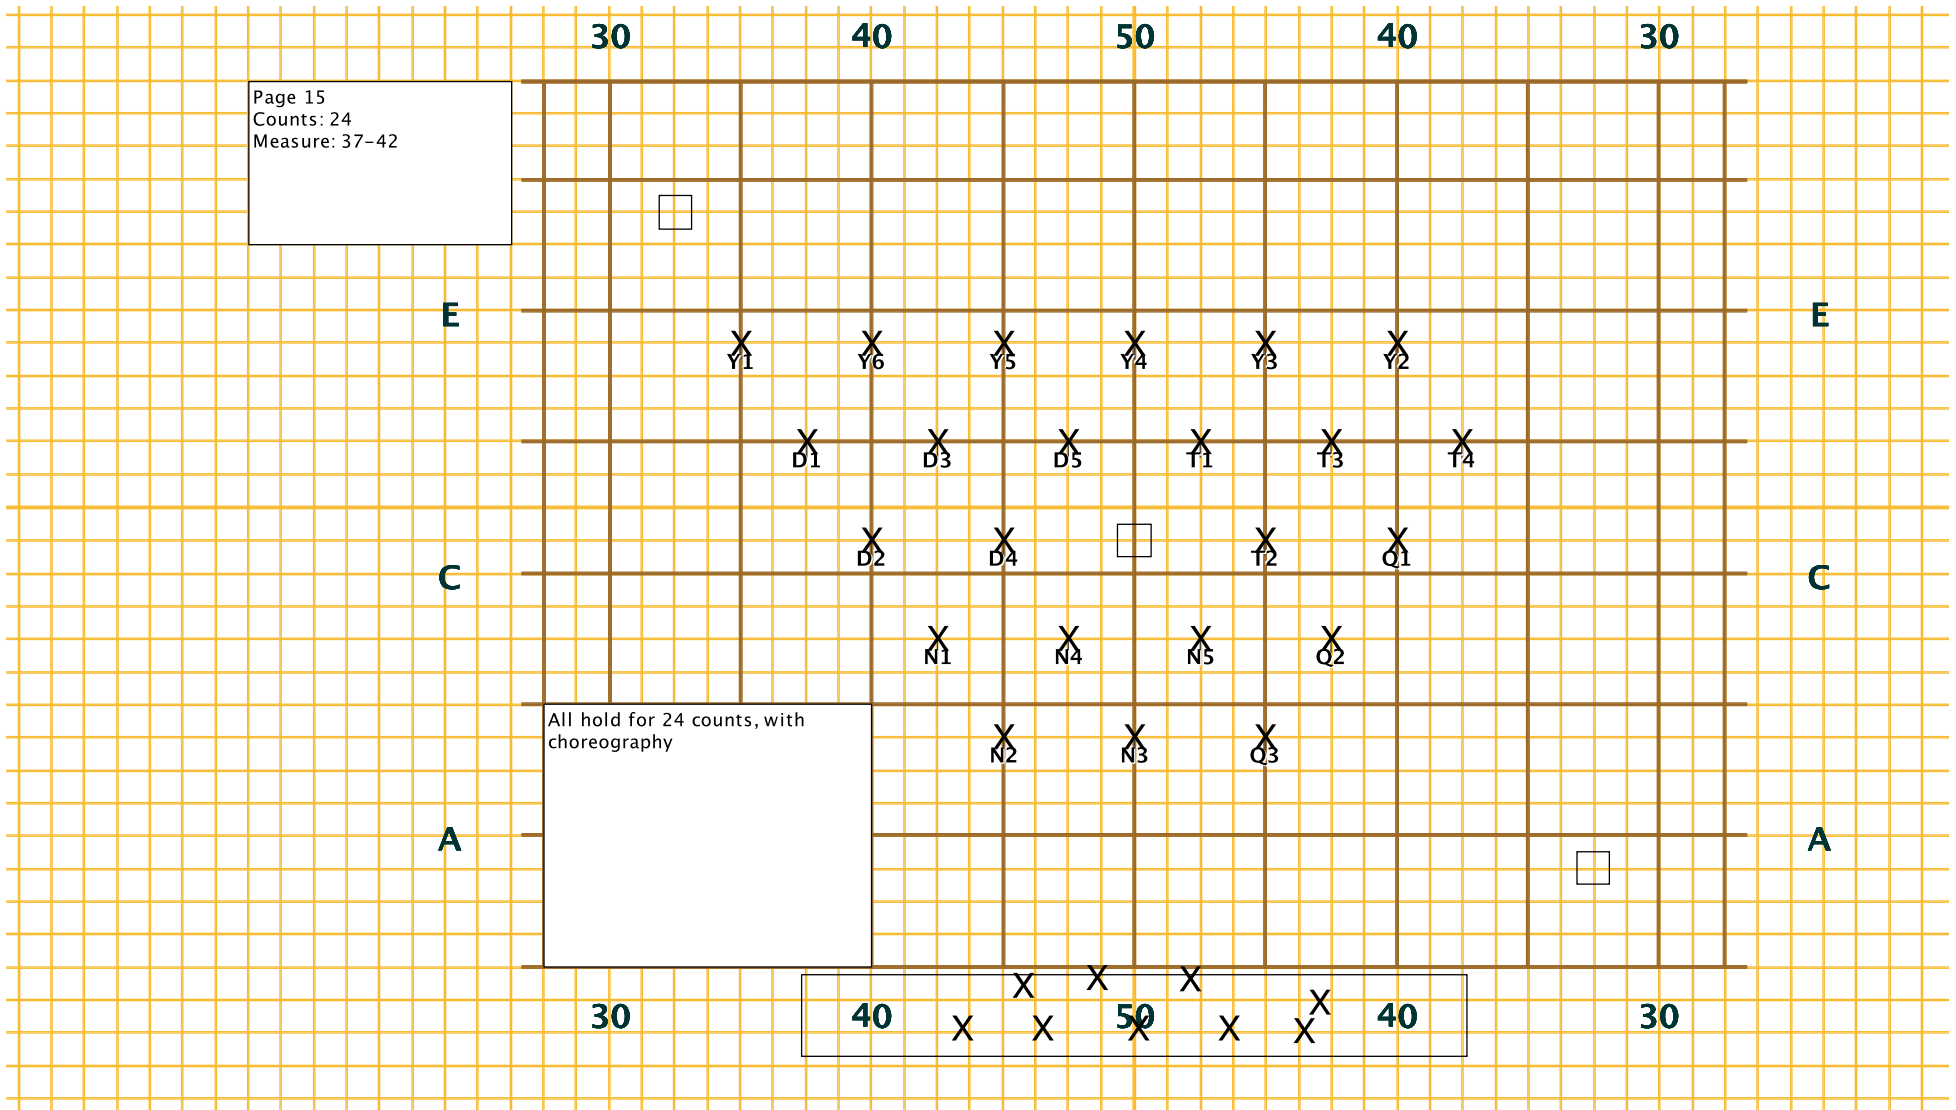 30 40 50 40 30
Page 15
Counts: 24
Measure: 37-42
E E
Y1 Y6 Y5 Y4 Y3 Y2
D1 D3 D5 T1 T3 T4
D2 D4 T2 Q1
C C
N1 N4 N5 Q2
All hold for 24 counts, with
choreography
N2 N3 Q3
A A
30 40 50 40 30